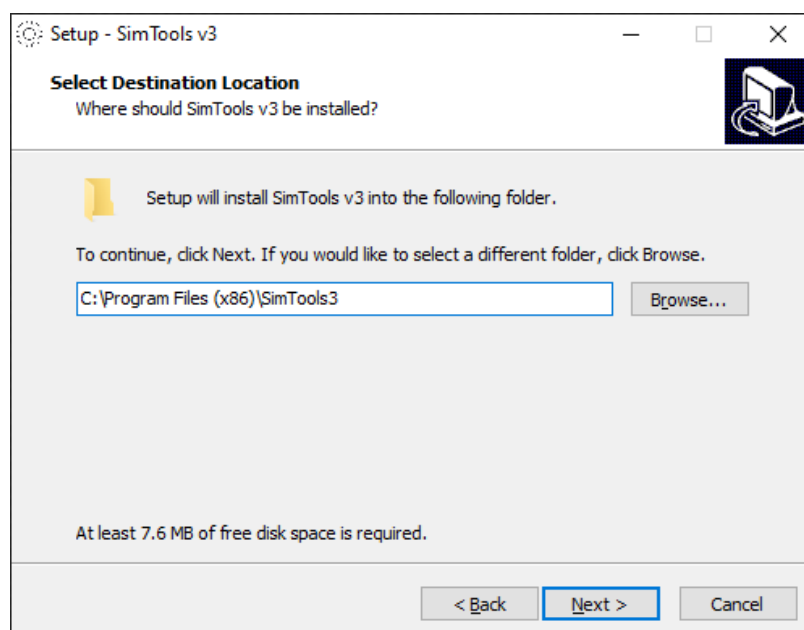 Setup - SimTools v3
Select Destination Location
Where should SimTools v3 be installed?
Setup will install SimTools v3 into the following folder.
To continue, click Next. If you would like to select a different folder, click Browse.
C:\Program Files (x86)\SimTools3
Browse...
At least 7.6 MB of free disk space is required.
< Back
Next >
Cancel